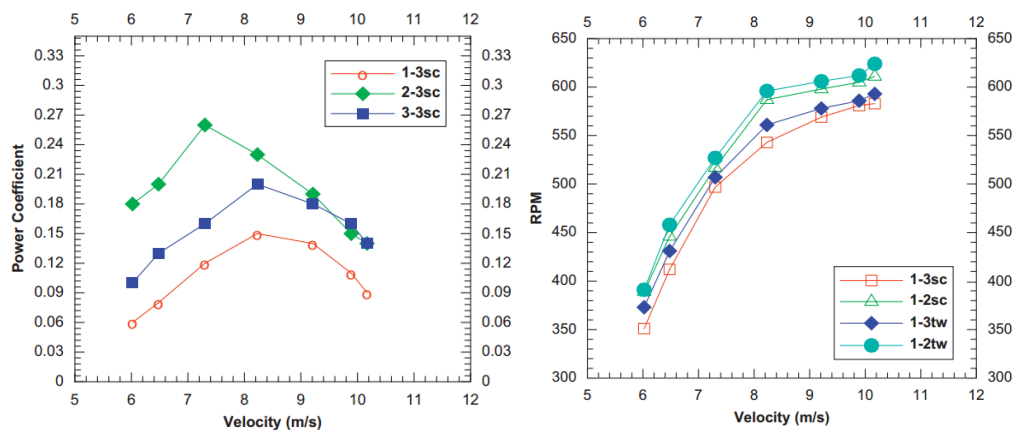 5 6 7 8 9 10 11 12
0.33 0.33
0.3 0.3
0.27 0.27
0.24 0.24
0.21 0.21
0.18 0.18
0.15 0.15
0.12 0.12
0.09 0.09
0.06 0.06
0.03 0.03
0 0
5 6 7 8 9 10 11 12
Power Coefficient
Velocity (m/s)
1-3sc
2-3sc
3-3sc
5 6 7 8 9 10 11 12
650 650
600 600
550 550
500 500
450 450
400 400
350 350
300 300
5 6 7 8 9 10 11 12
RPM
Velocity (m/s)
1-3sc
1-2sc
1-3tw
1-2tw